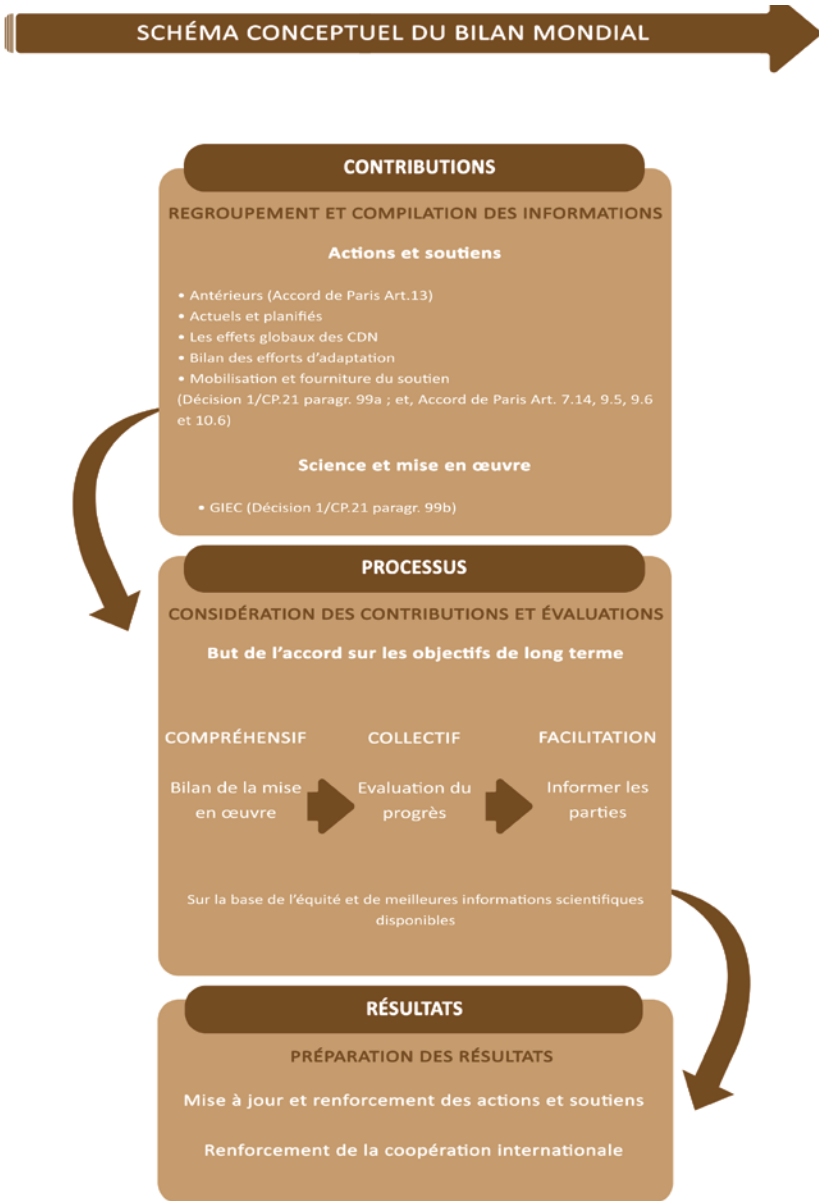 SCHÉMA CONCEPTUEL DU BILAN MONDIAL
CONTRIBUTIONS
REGROUPEMENT ET COMPILATION DES INFORMATIONS
Actions et soutiens
• Antérieurs (Accord de Paris Art.13)
• Actuels et planifiés
• Les effets globaux des CDN
• Bilan des efforts d'adaptation
• Mobilisation et fourniture du soutien
(Décision 1/CP.21 paragr. 99a ; et, Accord de Paris Art. 7.14, 9.5, 9.6
et 10.6)
Science et mise en œuvre
• GIEC (Décision 1/CP.21 paragr. 99b)
PROCESSUS
CONSIDÉRATION DES CONTRIBUTIONS ET ÉVALUATIONS
But de l'accord sur les objectifs de long terme
COMPRÉHENSIF
Bilan de la mise
en œuvre
COLLECTIF
Evaluation du
progrès
FACILITATION
Informer les
parties
Sur la base de l'équité et de meilleures informations scientifiques
disponibles
RÉSULTATS
PRÉPARATION DES RÉSULTATS
Mise à jour et renforcement des actions et soutiens
Renforcement de la coopération internationale